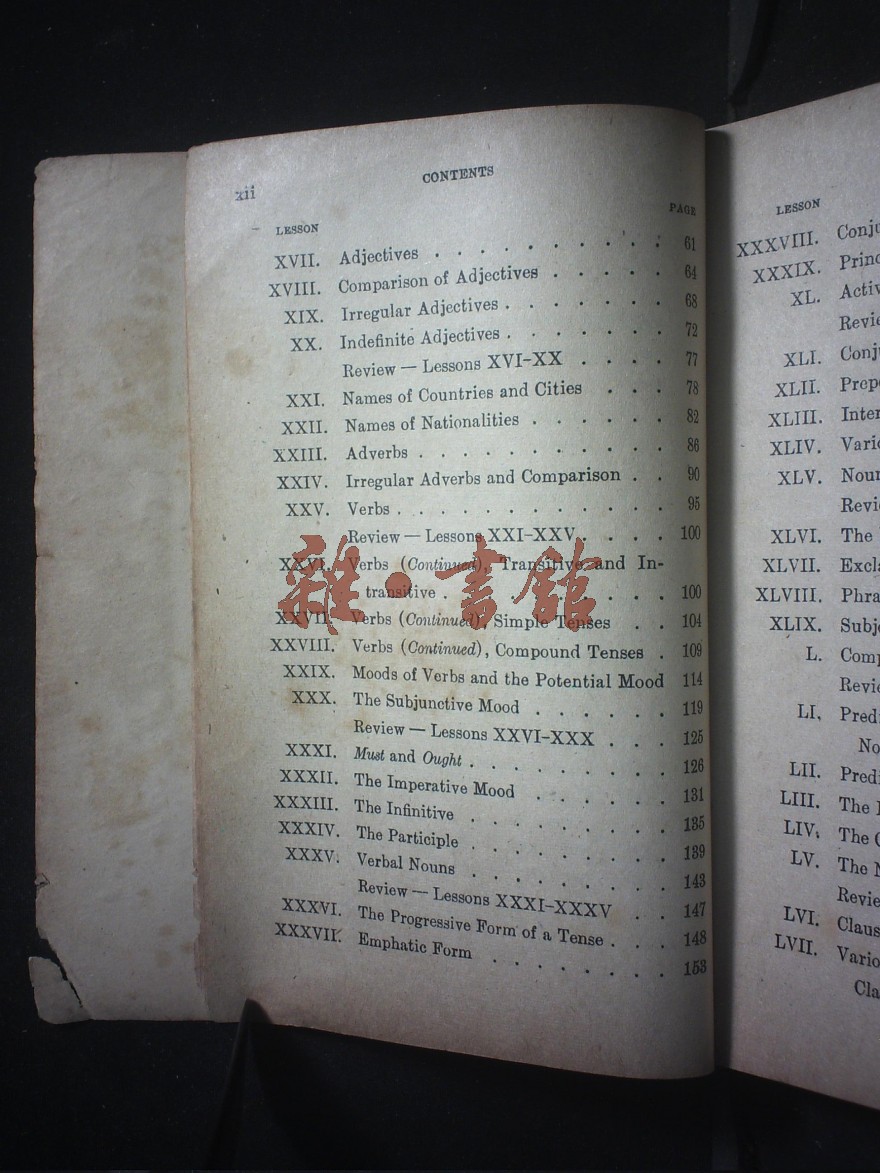 xii
CONTENTS
LESSON PAGE
XVII. Adjectives . . . . . . . . . 61
XVIII. Comparison of Adjectives . . . . . 64
XIX. Irregular Adjectives . . . . . . . 68
XX. Indefinite Adjectives . . . . . . . 72
Review — Lessons XVI–XX . . . . 77
XXI. Names of Countries and Cities . . . 78
XXII. Names of Nationalities . . . . . . 82
XXIII. Adverbs . . . . . . . . . . 86
XXIV. Irregular Adverbs and Comparison . . 90
XXV. Verbs . . . . . . . . . . . 95
Review — Lessons XXI–XXV . . . . 100
XXVI. Verbs (Continued), Transitive and In-
transitive . . . . . . . . . 100
XXVII. Verbs (Continued), Simple Tenses . . 104
XXVIII. Verbs (Continued), Compound Tenses . 109
XXIX. Moods of Verbs and the Potential Mood 114
XXX. The Subjunctive Mood . . . . . . 119
Review — Lessons XXVI–XXX . . . 125
XXXI. Must and Ought . . . . . . . . 126
XXXII. The Imperative Mood . . . . . . 131
XXXIII. The Infinitive . . . . . . . . 135
XXXIV. The Participle . . . . . . . . 139
XXXV. Verbal Nouns . . . . . . . . 143
Review — Lessons XXXI–XXXV . . 147
XXXVI. The Progressive Form of a Tense . . . 148
XXXVII. Emphatic Form . . . . . . . 153
雜·書館
LESSON
XXXVIII.
XXXIX.
XL.
XLI.
XLII.
XLIII.
XLIV.
XLV.
XLVI. The
XLVII.
XLVIII.
XLIX.
L.
LI.
LII.
LIII. The
LIV. The
LV. The
LVI.
LVII.